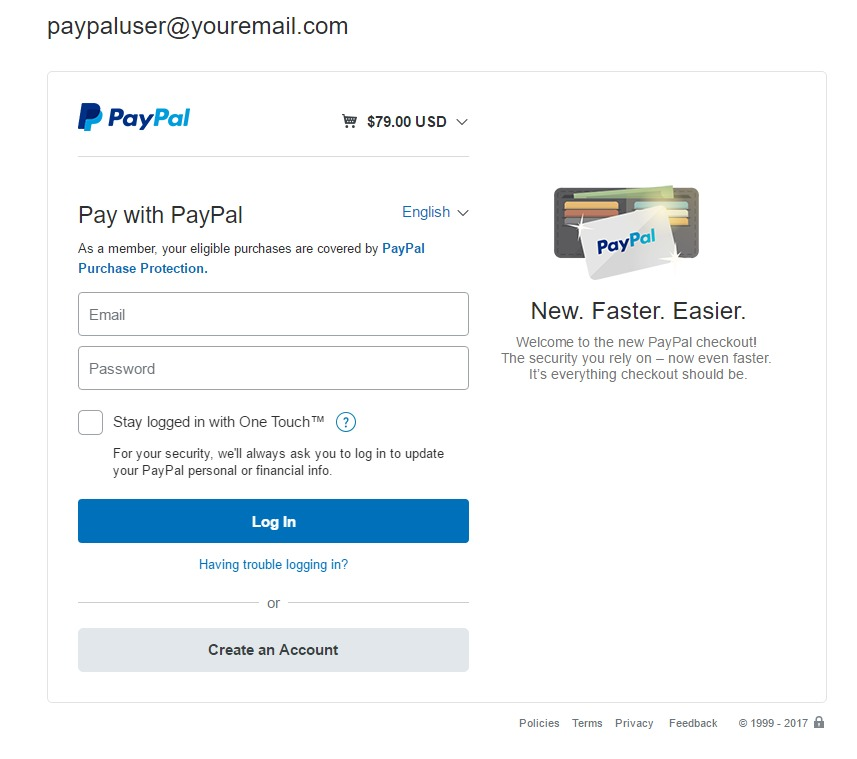 paypaluser@youremail.com
PayPal
$79.00 USD
Pay with PayPal
English
As a member, your eligible purchases are covered by PayPal
Purchase Protection.
Email
Password
Stay logged in with One Touch™ ?
For your security, we'll always ask you to log in to update
your PayPal personal or financial info.
Log In
Having trouble logging in?
or
Create an Account
PayPal
New. Faster. Easier.
Welcome to the new PayPal checkout!
The security you rely on – now even faster.
It's everything checkout should be.
Policies Terms Privacy Feedback © 1999 - 2017